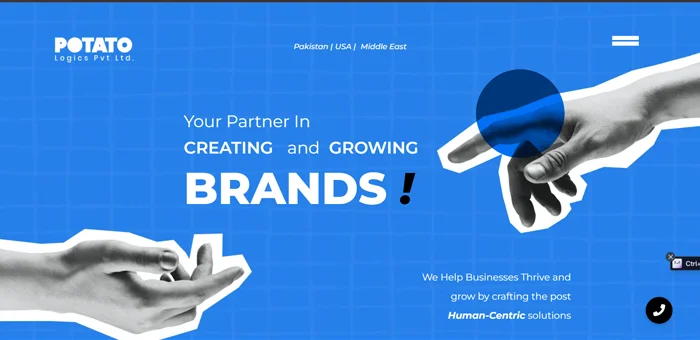 POTATO
Logics Pvt Ltd.
Pakistan | USA | Middle East
Your Partner In
CREATING and GROWING
BRANDS !
We Help Businesses Thrive and
grow by crafting the post
Human-Centric solutions